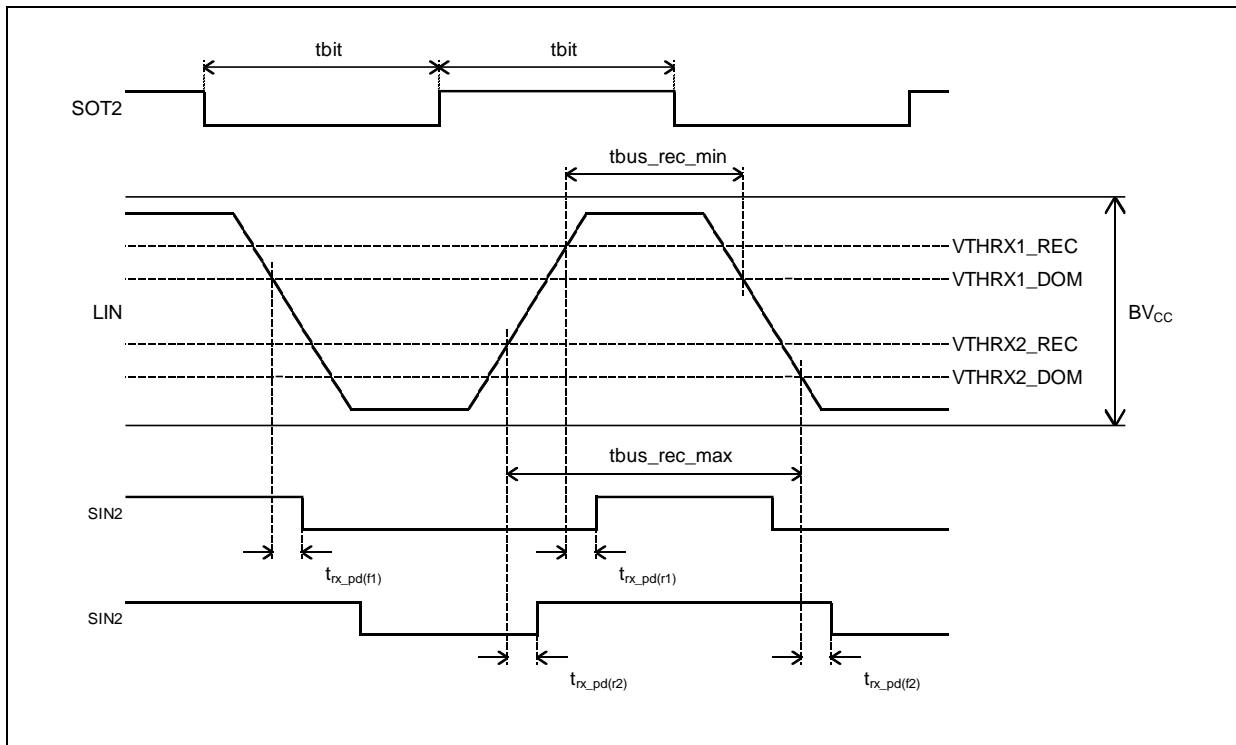 tbit
tbit
SOT2
tbus_rec_min
VTHRX1_REC
VTHRX1_DOM
LIN
BVCC
VTHRX2_REC
VTHRX2_DOM
tbus_rec_max
SIN2
trx_pd(f1)
trx_pd(r1)
SIN2
trx_pd(r2)
trx_pd(f2)